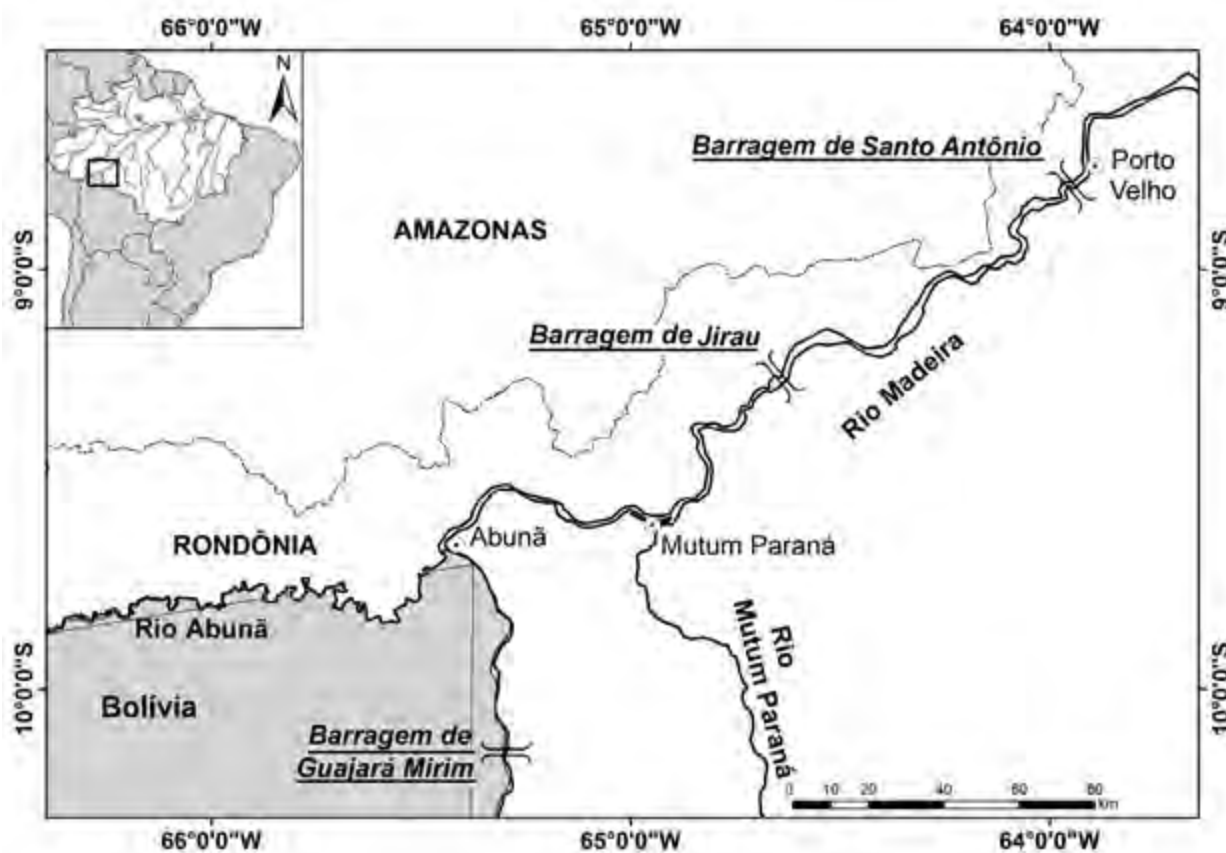 66°0'0"W
65°0'0"W
64°0'0"W
N
Barragem de Santo Antônio
Porto
Velho
AMAZONAS
9°0'0"S
9°0'0"S
Barragem de Jirau
Rio Madeira
Abunã
RONDÔNIA
Mutum Paraná
Rio Abunã
Rio
Mutum Paraná
Bolívia
10°0'0"S
10°0'0"S
Barragem de
Guajará Mirim
0 10 20 40 60 80
Km
66°0'0"W
65°0'0"W
64°0'0"W